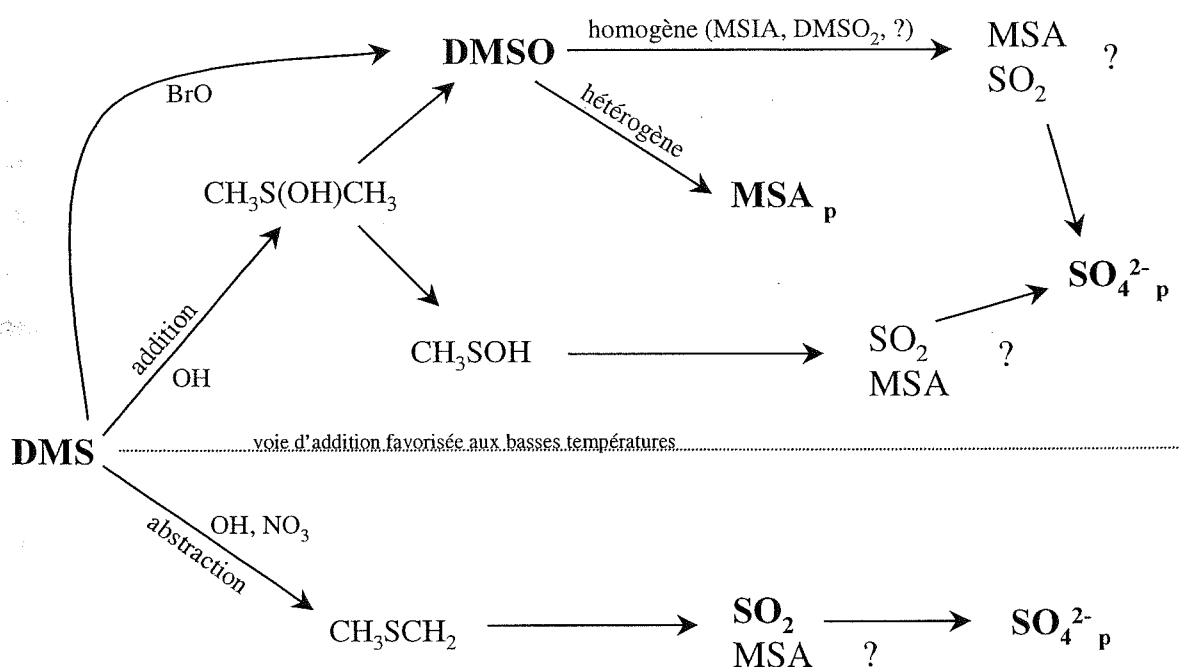 DMSO
homogène (MSIA, DMSO₂, ?)
MSA
SO₂
?
BrO
hétérogène
CH₃S(OH)CH₃
MSA ₚ
SO₄²⁻ ₚ
addition
OH
CH₃SOH
SO₂
MSA
?
DMS
voie d'addition favorisée aux basses températures
OH, NO₃
abstraction
CH₃SCH₂
SO₂
MSA
?
SO₄²⁻ ₚ